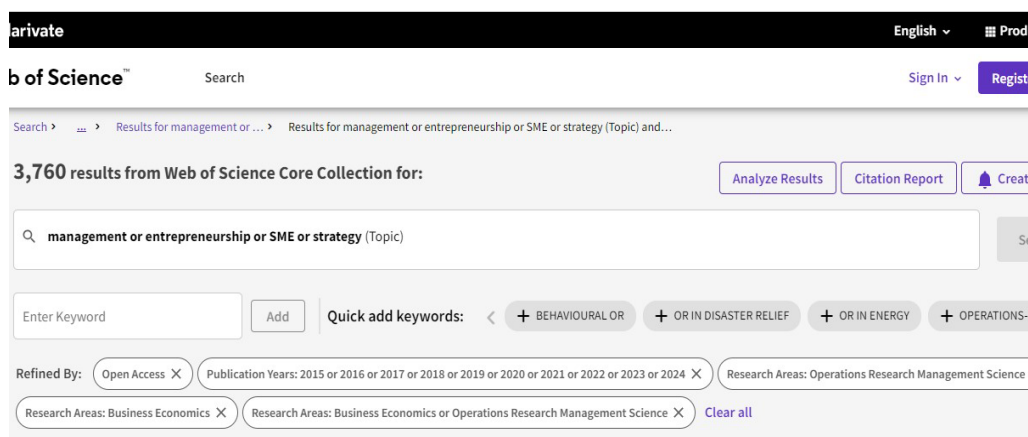 larivate English Prod
b of Science™ Search Sign In Regist
Search > ... > Results for management or ... > Results for management or entrepreneurship or SME or strategy (Topic) and...
3,760 results from Web of Science Core Collection for: Analyze Results Citation Report Creat
management or entrepreneurship or SME or strategy (Topic) Se
Enter Keyword Add Quick add keywords: < + BEHAVIOURAL OR + OR IN DISASTER RELIEF + OR IN ENERGY + OPERATIONS-
Refined By: Open Access X Publication Years: 2015 or 2016 or 2017 or 2018 or 2019 or 2020 or 2021 or 2022 or 2023 or 2024 X Research Areas: Operations Research Management Science
Research Areas: Business Economics X Research Areas: Business Economics or Operations Research Management Science X Clear all